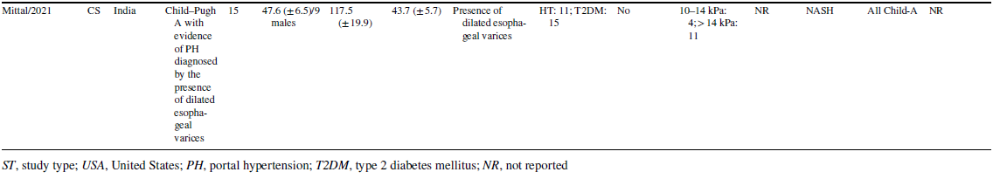 Mittal/2021 CS India Child–Pugh 15 47.6 (±6.5)/9 117.5 43.7 (±5.7) Presence of HT: 11; T2DM: No 10–14 kPa: NR NASH All Child-A NR
A with males (±19.9) dilated esopha- 15 4; > 14 kPa:
evidence geal varices 11
of PH
diagnosed
by the
presence
of dilated
esopha-
geal
varices
ST, study type; USA, United States; PH, portal hypertension; T2DM, type 2 diabetes mellitus; NR, not reported